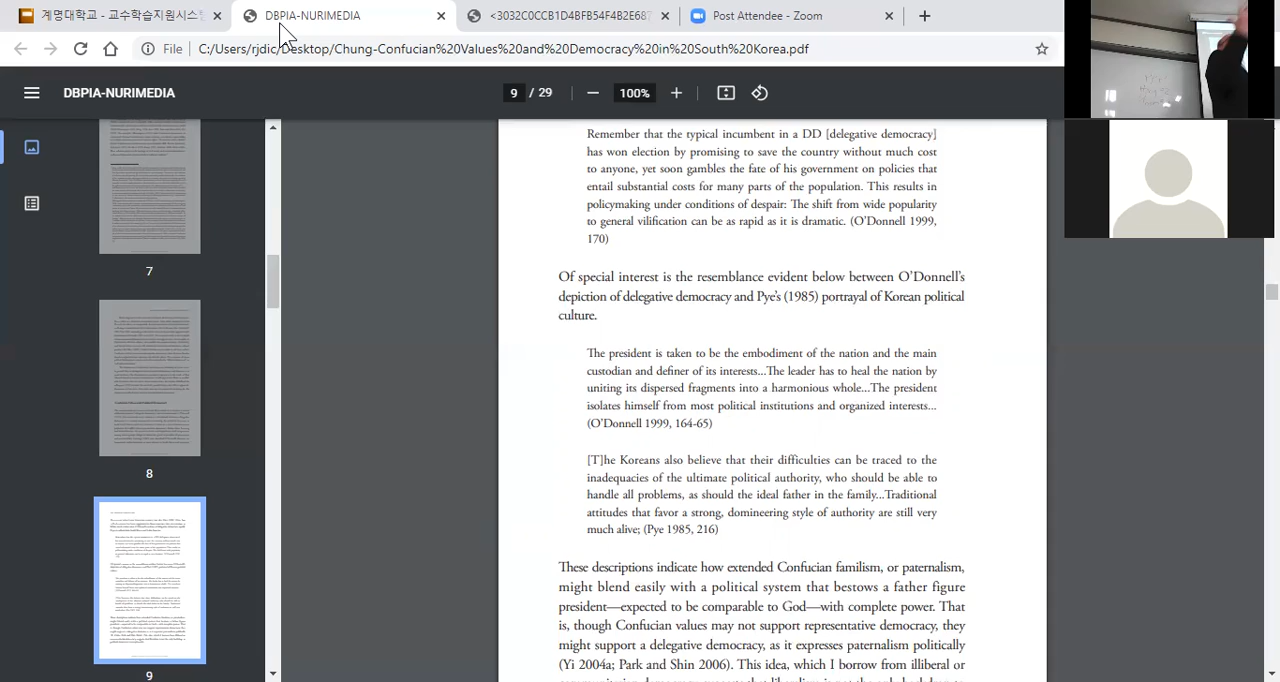 계명대학교 - 교수학습지원시스
DBPIA-NURIMEDIA
<3032C0CCB1D4BFB54F4B2E687
Post Attendee - Zoom
File
C:/Users/rjdic/Desktop/Chung-Confucian%20Values%20and%20Democracy%20in%20South%20Korea.pdf
DBPIA-NURIMEDIA
9 / 29
100%
7
8
9
Remember that the typical incumbent in a DD [delegative democracy]
has won election by promising to save the country without much cost
to anyone, yet soon gambles the fate of his government on policies that
entail substantial costs for many parts of the population. This results in
policymaking under conditions of despair: The shift from wide popularity
to general vilification can be as rapid as it is dramatic. (O'Donnell 1999,
170)
Of special interest is the resemblance evident below between O'Donnell's
depiction of delegative democracy and Pye's (1985) portrayal of Korean political
culture.
The president is taken to be the embodiment of the nation and the main
custodian and definer of its interests...The leader has to heal the nation by
uniting its dispersed fragments into a harmonious whole...The president
isolates himself from most political institutions and organized interests...
(O'Donnell 1999, 164-65)
[T]he Koreans also believe that their difficulties can be traced to the
inadequacies of the ultimate political authority, who should be able to
handle all problems, as should the ideal father in the family...Traditional
attitudes that favor a strong, domineering style of authority are still very
much alive. (Pye 1985, 216)
These descriptions indicate how extended Confucian familism, or paternalism,
might resonate with a political system that vests power in a father figure
president—expected to be comparable to God—with complete power. That
is, while Confucian values may not support representative democracy, they
might support a delegative democracy, as it expresses paternalism politically
(Yi 2004a; Park and Shin 2006). This idea, which I borrow from illiberal or